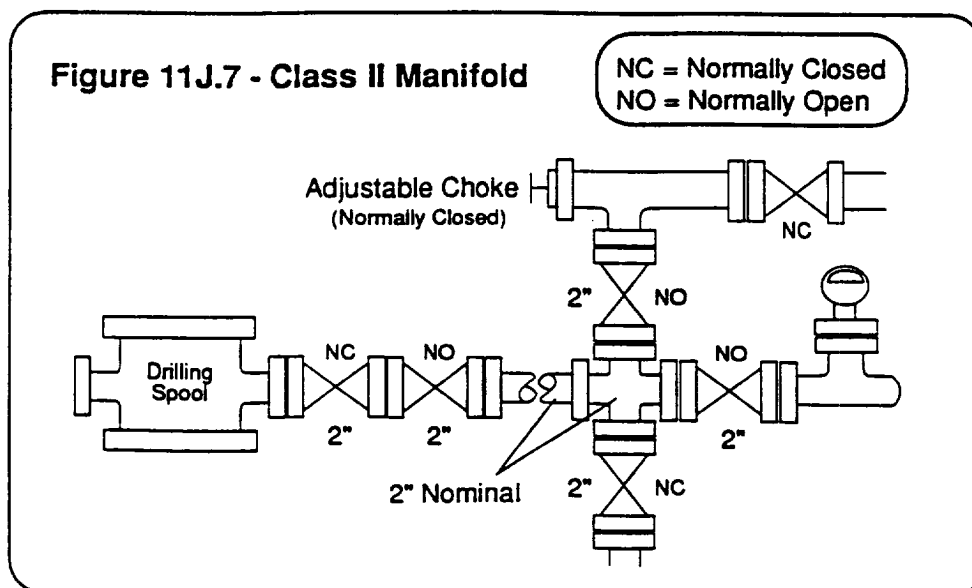 Figure 11J.7 - Class II Manifold
NC = Normally Closed
NO = Normally Open
Adjustable Choke
(Normally Closed)
NC
2" NO
NC NO
NO
Drilling
Spool
2" 2"
2"
2" Nominal
2" NC